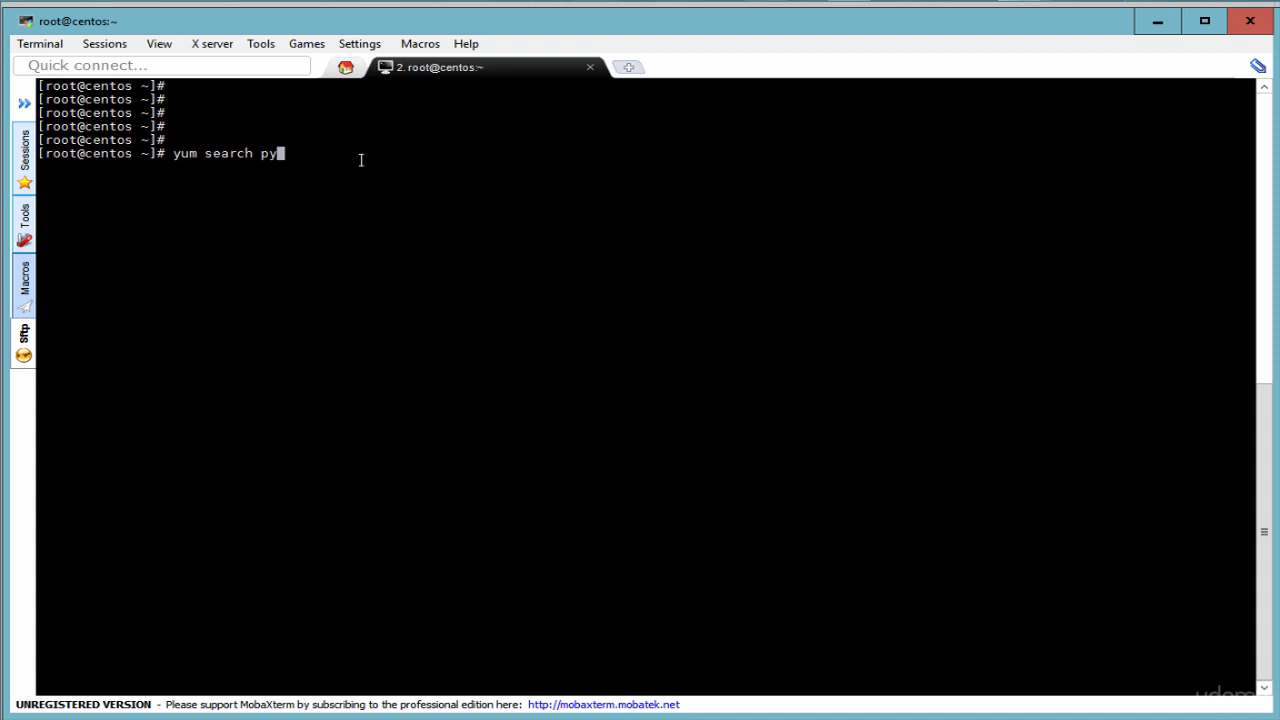 root@centos:~
Terminal Sessions View X server Tools Games Settings Macros Help
Quick connect...
2. root@centos:~
[root@centos ~]#
[root@centos ~]#
[root@centos ~]#
[root@centos ~]#
[root@centos ~]#
[root@centos ~]# yum search py
Sessions
Tools
Macros
Sftp
UNREGISTERED VERSION - Please support MobaXterm by subscribing to the professional edition here: http://mobaxterm.mobatek.net